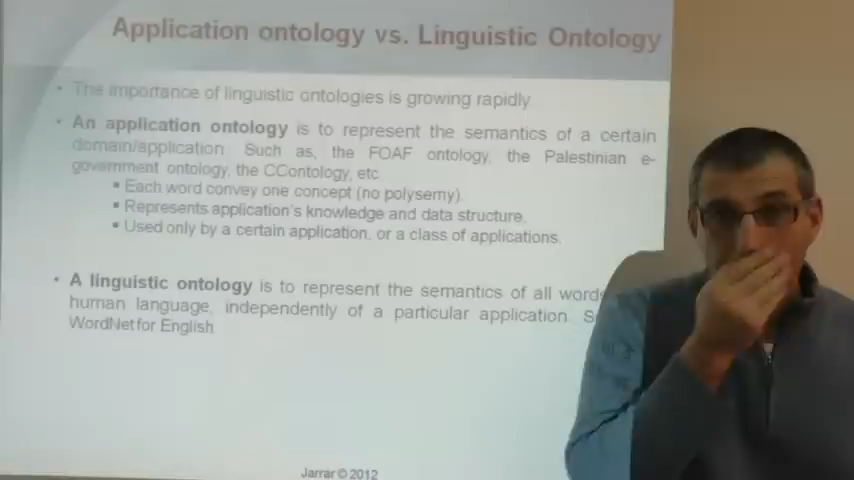 Application ontology vs. Linguistic Ontology
• The importance of linguistic ontologies is growing rapidly
• An application ontology is to represent the semantics of a certain
domain/application. Such as, the FOAF ontology, the Palestinian e-
government ontology, the CContology, etc
▪ Each word convey one concept (no polysemy).
▪ Represents application's knowledge and data structure.
▪ Used only by a certain application, or a class of applications.
• A linguistic ontology is to represent the semantics of all words
human language, independently of a particular application.
WordNet for English
Jarrar © 2012